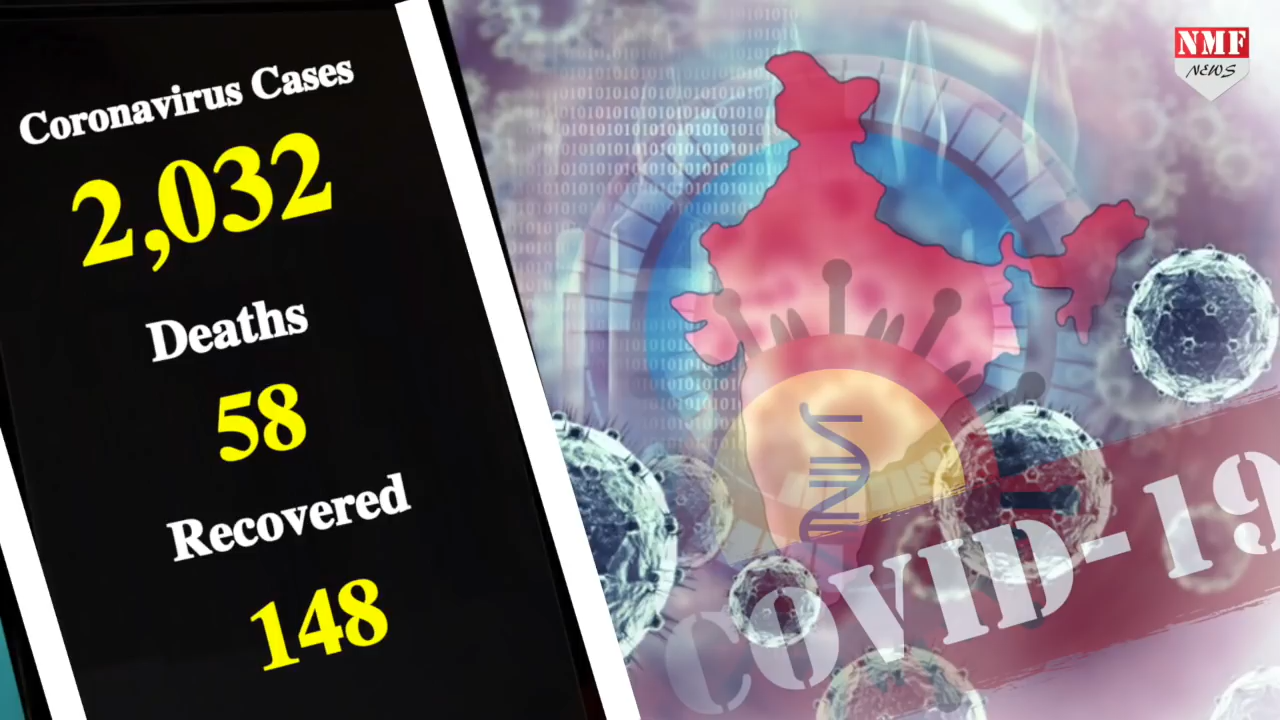 Coronavirus Cases
2,032
Deaths
58
Recovered
148
NMF
NEWS
COVID-19